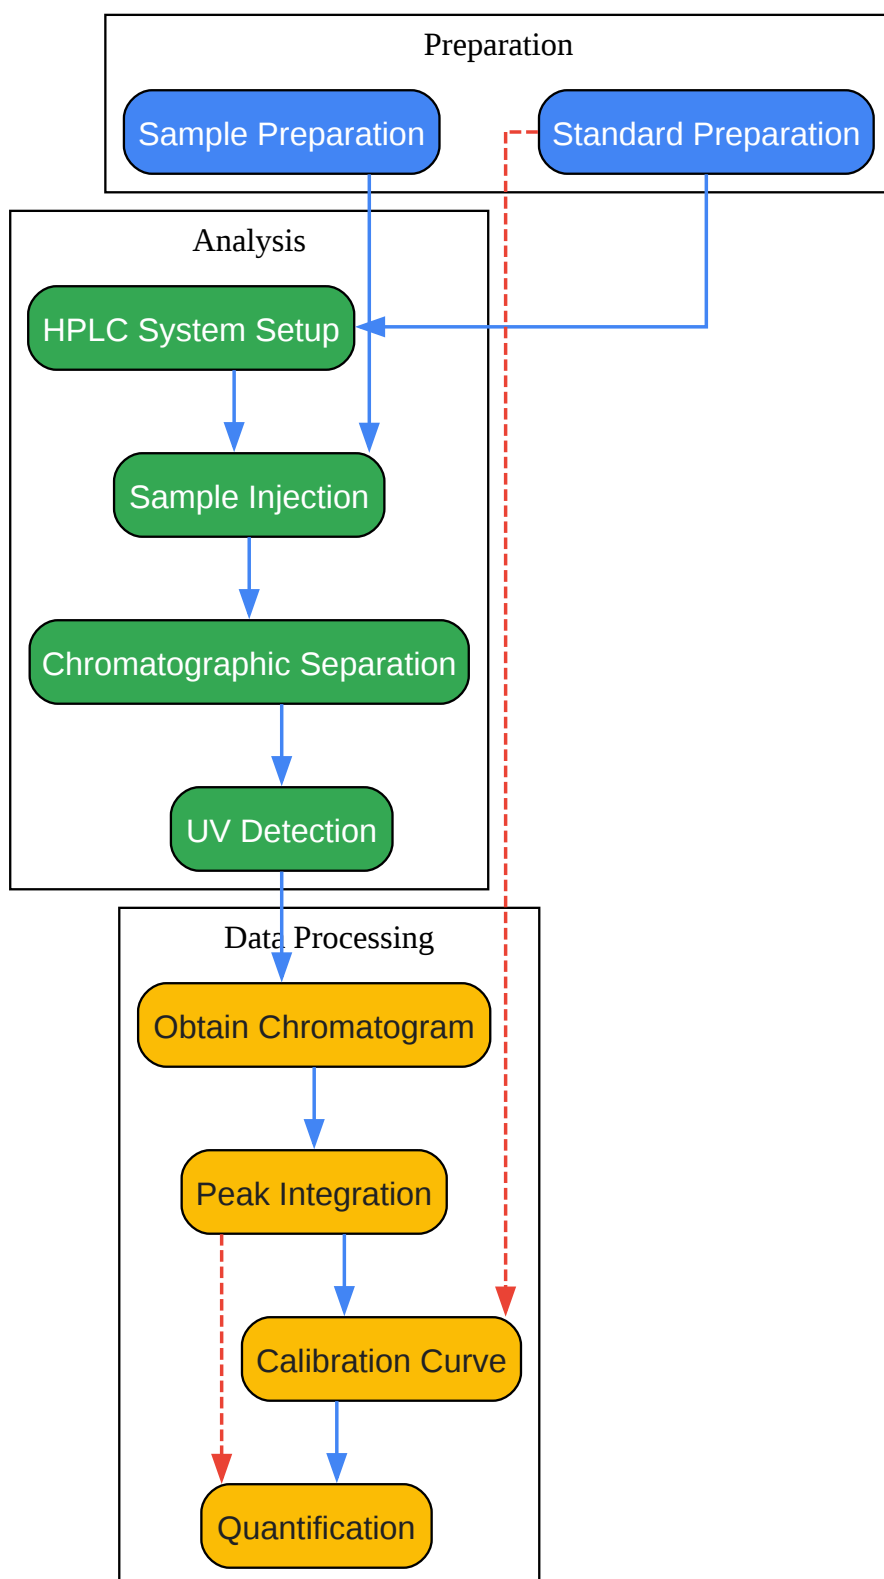 Preparation
Sample Preparation
Standard Preparation
Analysis
HPLC System Setup
Sample Injection
Chromatographic Separation
UV Detection
Data Processing
Obtain Chromatogram
Peak Integration
Calibration Curve
Quantification